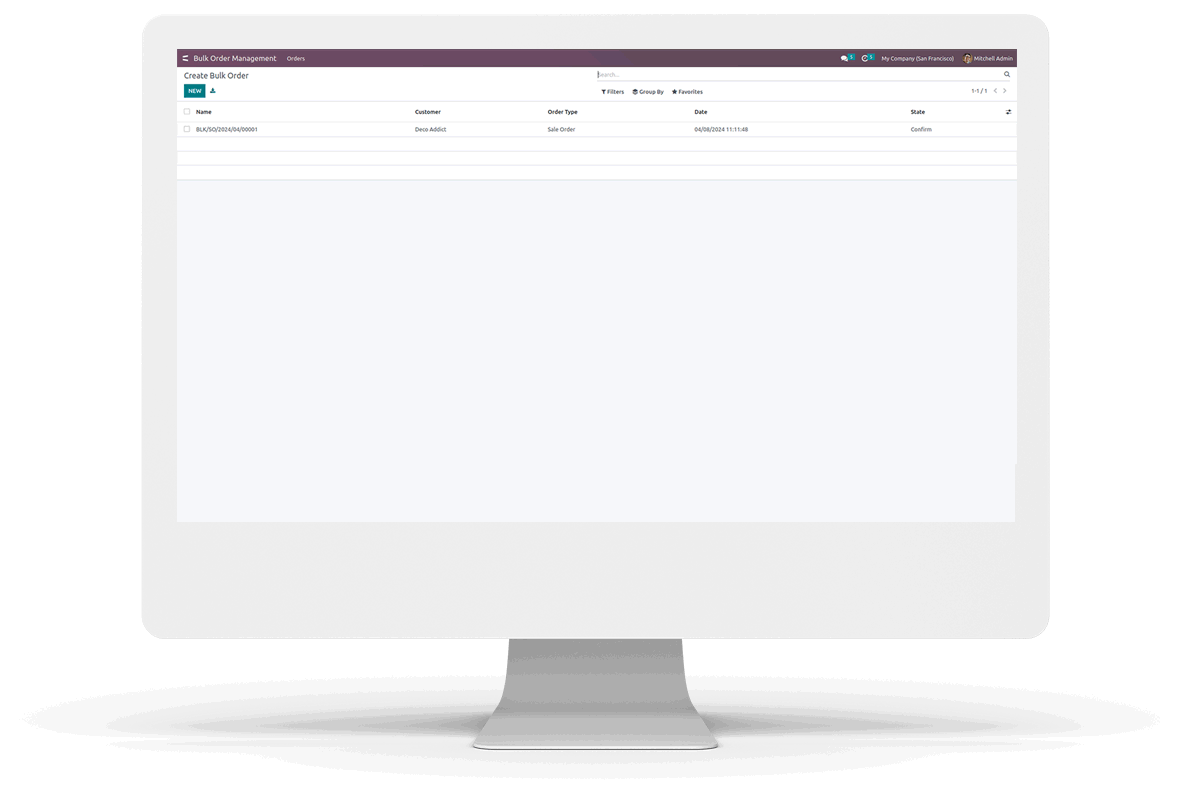 Bulk Order Management Orders 5 5 My Company (San Francisco) Mitchell Admin
Create Bulk Order Search...
NEW Filters Group By Favorites 1-1 / 1
Name Customer Order Type Date State
BLK/SO/2024/04/00001 Deco Addict Sale Order 04/08/2024 11:11:48 Confirm